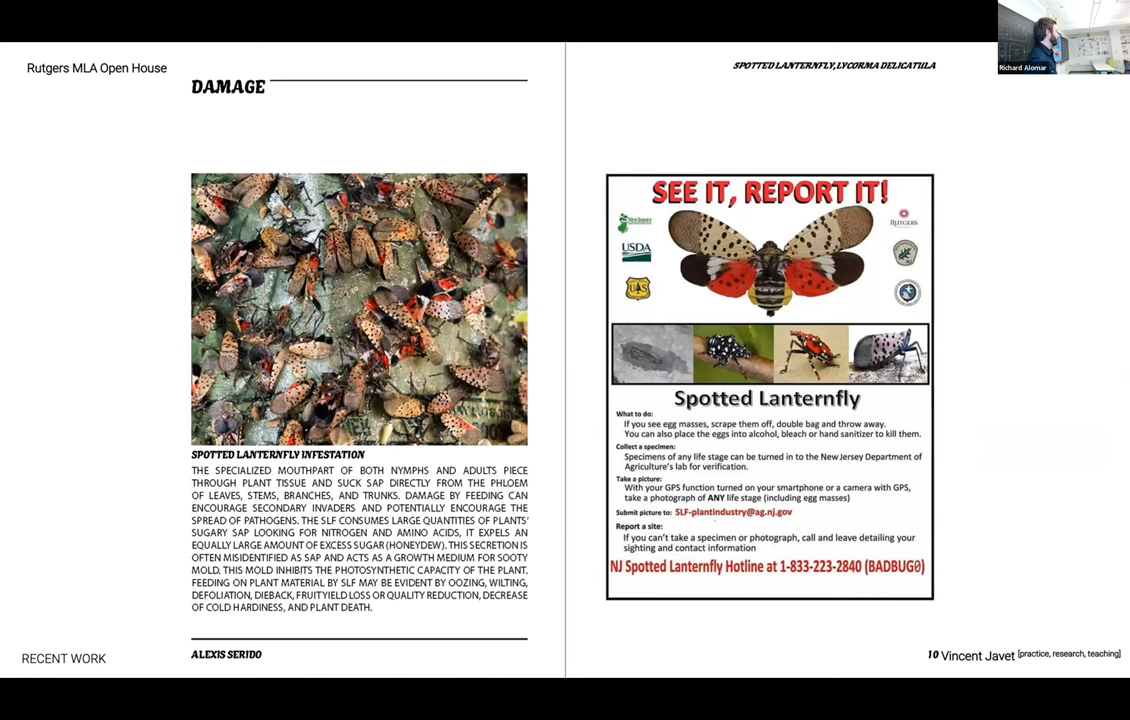 Rutgers MLA Open House
DAMAGE
SPOTTED LANTERNFLY INFESTATION
THE SPECIALIZED MOUTHPART OF BOTH NYMPHS AND ADULTS PIECE
THROUGH PLANT TISSUE AND SUCK SAP DIRECTLY FROM THE PHLOEM
OF LEAVES, STEMS, BRANCHES, AND TRUNKS. DAMAGE BY FEEDING CAN
ENCOURAGE SECONDARY INVADERS AND POTENTIALLY ENCOURAGE THE
SPREAD OF PATHOGENS. THE SLF CONSUMES LARGE QUANTITIES OF PLANTS'
SUGARY SAP LOOKING FOR NITROGEN AND AMINO ACIDS, IT EXPELS AN
EQUALLY LARGE AMOUNT OF EXCESS SUGAR (HONEYDEW). THIS SECRETION IS
OFTEN MISIDENTIFIED AS SAP AND ACTS AS A GROWTH MEDIUM FOR SOOTY
MOLD. THIS MOLD INHIBITS THE PHOTOSYNTHETIC CAPACITY OF THE PLANT.
FEEDING ON PLANT MATERIAL BY SLF MAY BE EVIDENT BY OOZING, WILTING,
DEFOLIATION, DIEBACK, FRUIT YIELD LOSS OR QUALITY REDUCTION, DECREASE
OF COLD HARDINESS, AND PLANT DEATH.
ALEXIS SERIDO
RECENT WORK
SPOTTED LANTERNFLY, LYCORMA DELICATULA
Richard Alomar
SEE IT, REPORT IT!
RUTGERS
USDA
UAS
Spotted Lanternfly
What to do:
If you see egg masses, scrape them off, double bag and throw away.
You can also place the eggs into alcohol, bleach or hand sanitizer to kill them.
Collect a specimen:
Specimens of any life stage can be turned in to the New Jersey Department of
Agriculture's lab for verification.
Take a picture:
With your GPS function turned on your smartphone or a camera with GPS,
take a photograph of ANY life stage (including egg masses)
Submit picture to: SLF-plantindustry@ag.nj.gov
Report a site:
If you can't take a specimen or photograph, call and leave detailing your
sighting and contact information
NJ Spotted Lanternfly Hotline at 1-833-223-2840 (BADBUG0)
10 Vincent Javet [practice, research, teaching]